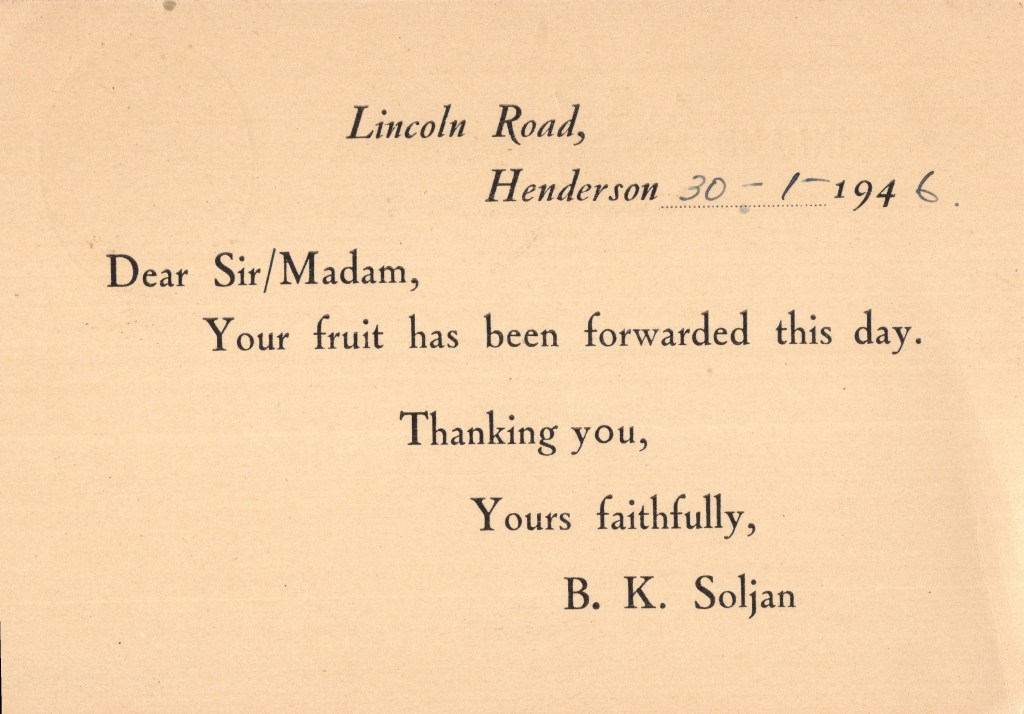 Lincoln Road,
Henderson 30 - 1 - 1946.
Dear Sir/Madam,
Your fruit has been forwarded this day.
Thanking you,
Yours faithfully,
B. K. Soljan